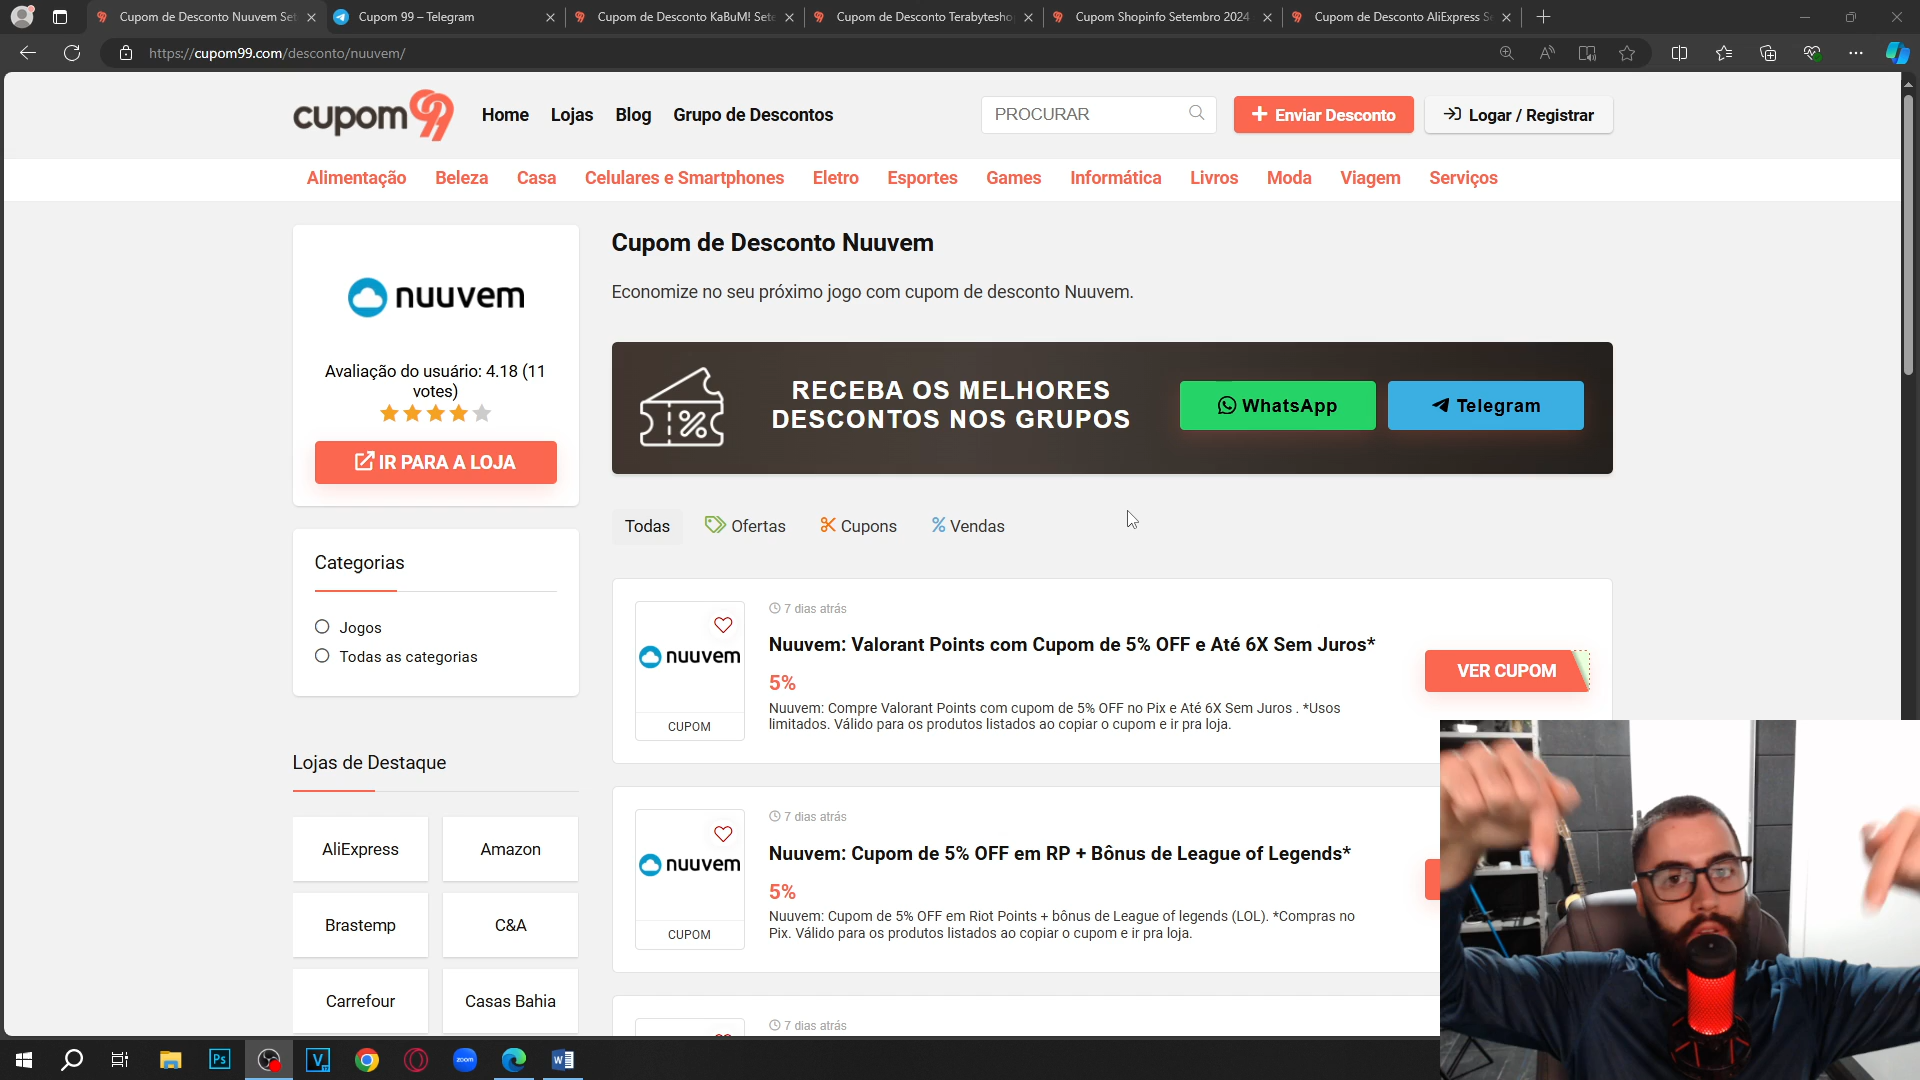 Cupom de Desconto Nuuvem Set
Cupom 99 – Telegram
Cupom de Desconto KaBuM! Sete
Cupom de Desconto Terabyteshop
Cupom Shopinfo Setembro 2024
Cupom de Desconto AliExpress S
https://cupom99.com/desconto/nuuvem/
cupom99
Home
Lojas
Blog
Grupo de Descontos
PROCURAR
Enviar Desconto
Logar / Registrar
Alimentação
Beleza
Casa
Celulares e Smartphones
Eletro
Esportes
Games
Informática
Livros
Moda
Viagem
Serviços
nuuvem
Avaliação do usuário: 4.18 (11
votes)
IR PARA A LOJA
Categorias
Jogos
Todas as categorias
Lojas de Destaque
AliExpress
Amazon
Brastemp
C&A
Carrefour
Casas Bahia
Cupom de Desconto Nuuvem
Economize no seu próximo jogo com cupom de desconto Nuuvem.
RECEBA OS MELHORES
DESCONTOS NOS GRUPOS
WhatsApp
Telegram
Todas
Ofertas
Cupons
Vendas
7 dias atrás
nuuvem
CUPOM
Nuuvem: Valorant Points com Cupom de 5% OFF e Até 6X Sem Juros*
5%
Nuuvem: Compre Valorant Points com cupom de 5% OFF no Pix e Até 6X Sem Juros . *Usos
limitados. Válido para os produtos listados ao copiar o cupom e ir pra loja.
VER CUPOM
7 dias atrás
nuuvem
CUPOM
Nuuvem: Cupom de 5% OFF em RP + Bônus de League of Legends*
5%
Nuuvem: Cupom de 5% OFF em Riot Points + bônus de League of legends (LOL). *Compras no
Pix. Válido para os produtos listados ao copiar o cupom e ir pra loja.
7 dias atrás
Ps
V
zoom
W